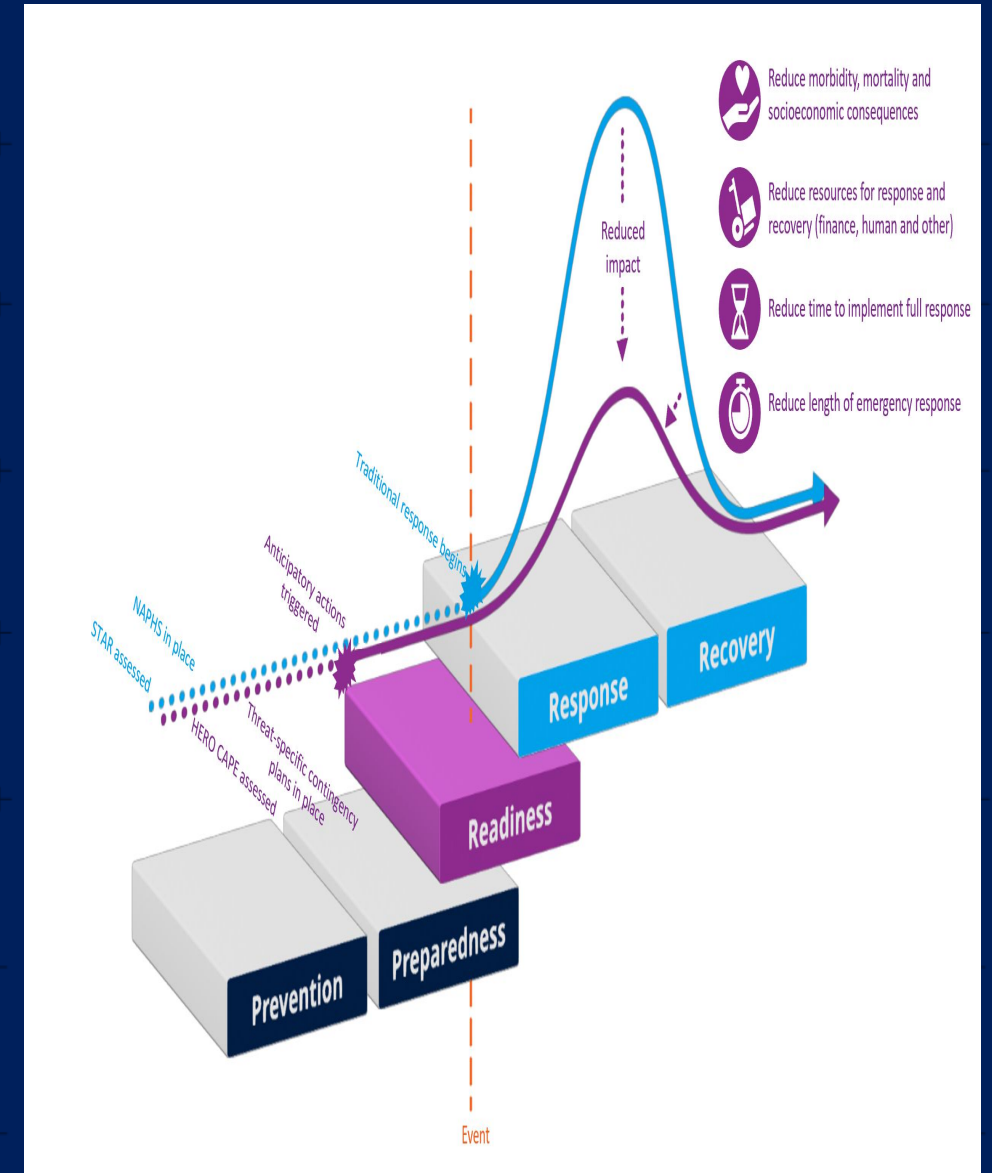 Reduce morbidity, mortality and
socioeconomic consequences
Reduce resources for response and
recovery (finance, human and other)
Reduced
impact
Reduce time to implement full response
Reduce length of emergency response
Traditional response begins
Anticipatory actions
triggered
NAPHS in place
STAR assessed
HERO CAPE assessed
Threat-specific contingency
plans in place
Recovery
Response
Readiness
Preparedness
Prevention
Event